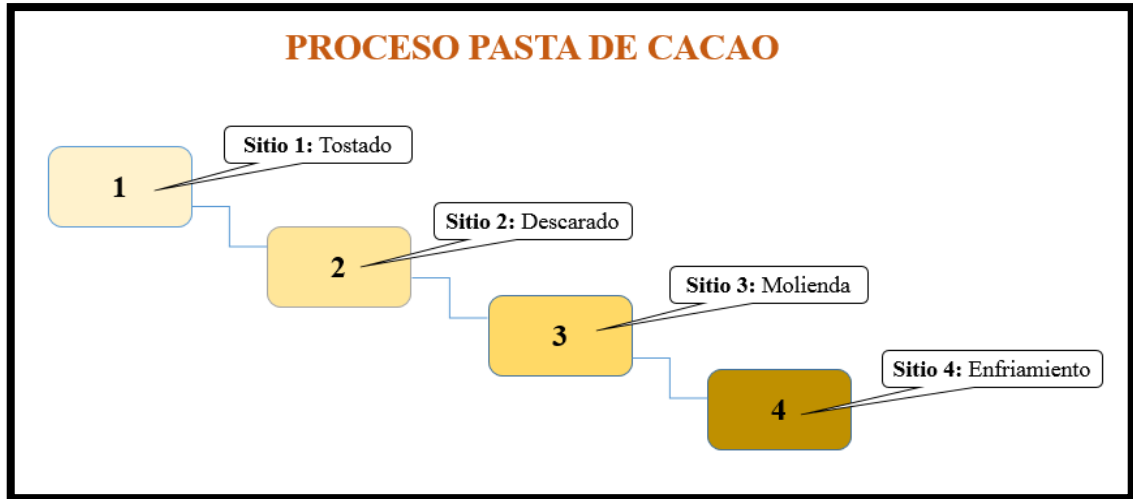 PROCESO PASTA DE CACAO
Sitio 1: Tostado
1
Sitio 2: Descarado
2
Sitio 3: Molienda
3
Sitio 4: Enfriamiento
4